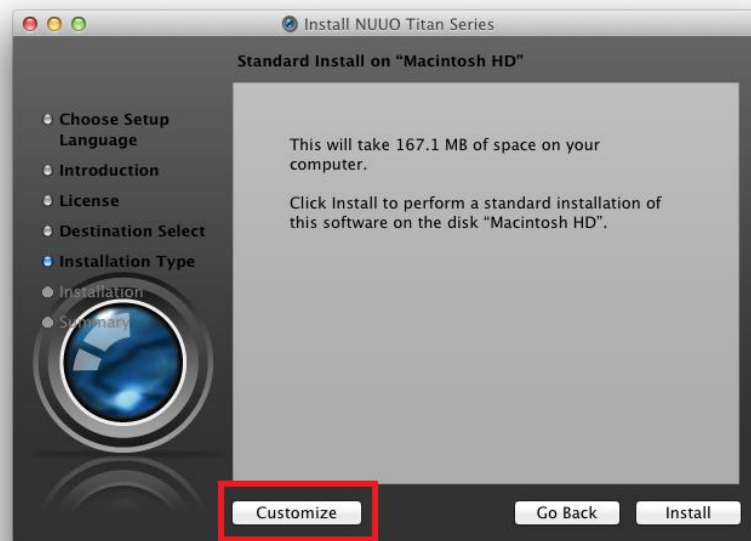 Install NUUO Titan Series
Standard Install on “Macintosh HD”
Choose Setup
Language
Introduction
License
Destination Select
Installation Type
Installation
Summary
This will take 167.1 MB of space on your
computer.
Click Install to perform a standard installation of
this software on the disk “Macintosh HD”.
Customize
Go Back
Install